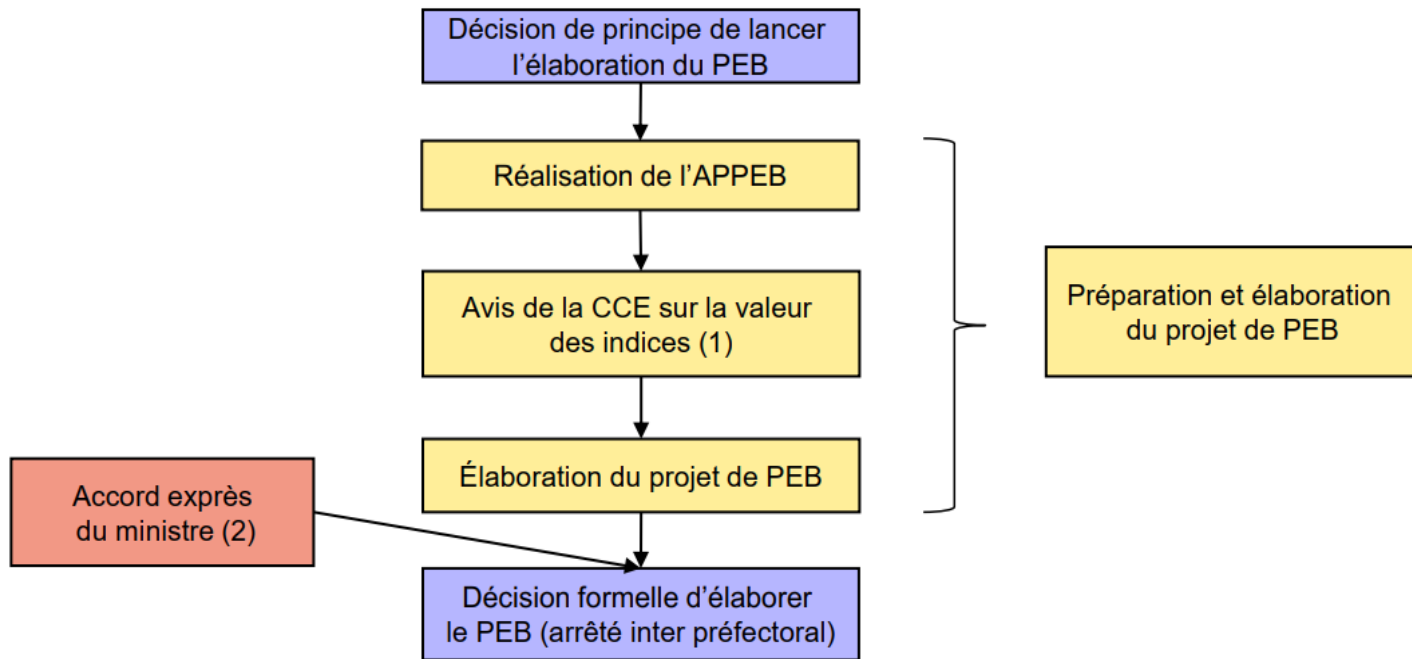 Décision de principe de lancer
l’élaboration du PEB
Réalisation de l’APPEB
Avis de la CCE sur la valeur
des indices (1)
Préparation et élaboration
du projet de PEB
Élaboration du projet de PEB
Accord exprès
du ministre (2)
Décision formelle d’élaborer
le PEB (arrêté inter préfectoral)